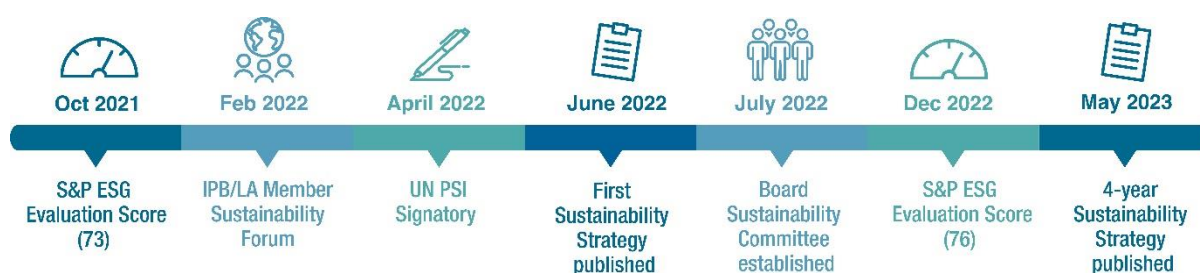 Oct 2021
Feb 2022
April 2022
June 2022
July 2022
Dec 2022
May 2023
S&P ESG
Evaluation Score
(73)
IPB/LA Member
Sustainability
Forum
UN PSI
Signatory
First
Sustainability
Strategy
published
Board
Sustainability
Committee
established
S&P ESG
Evaluation Score
(76)
4-year
Sustainability
Strategy
published